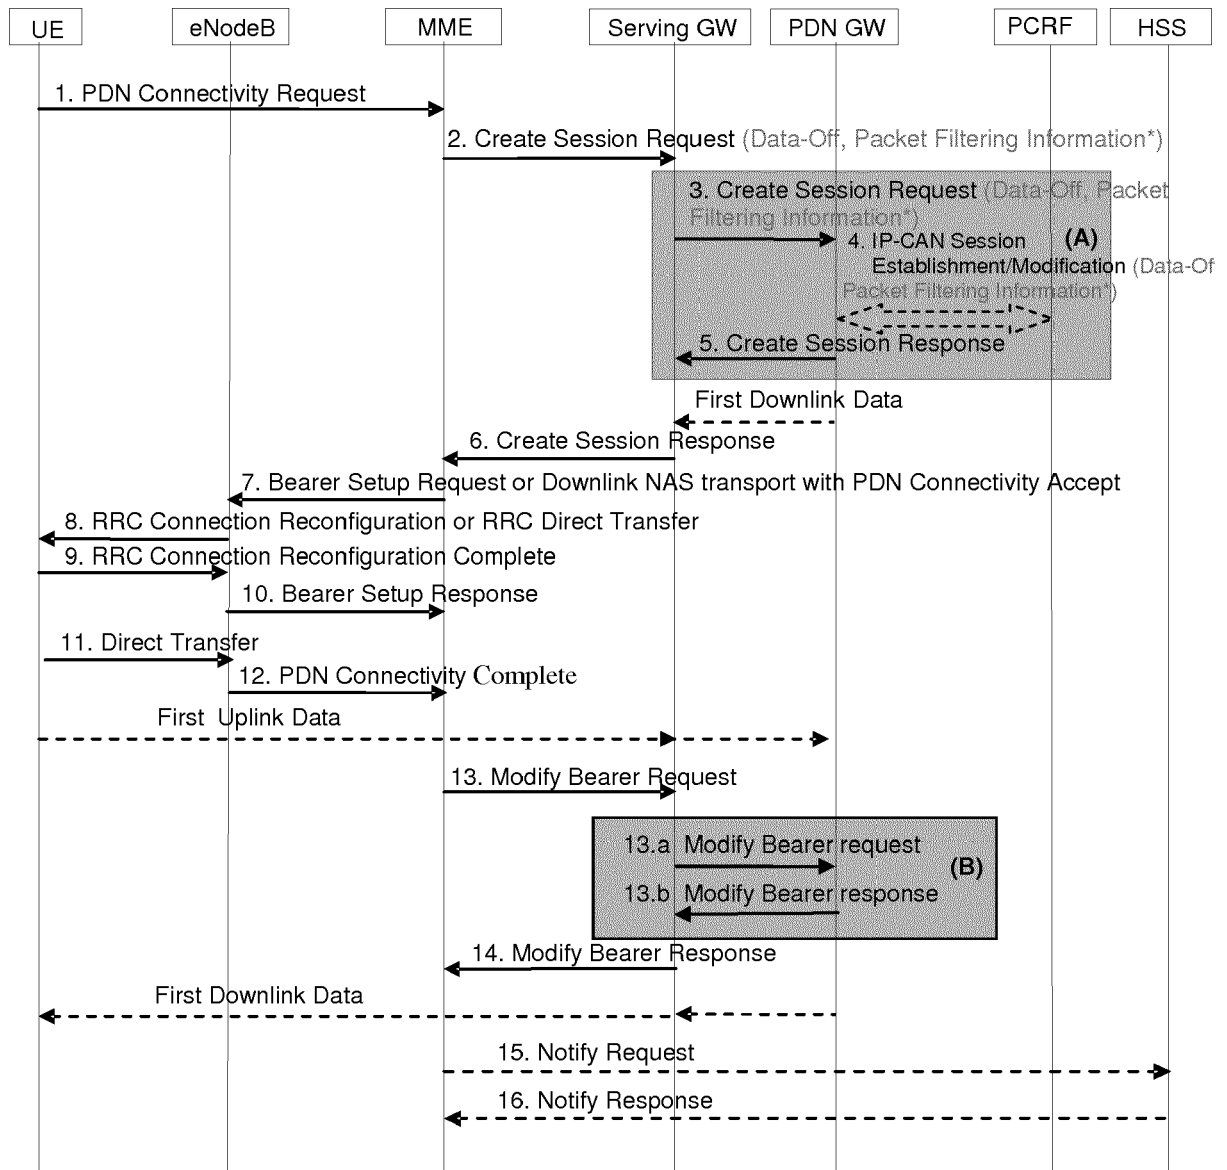 UE
eNodeB
MME
Serving GW
PDN GW
PCRF
HSS
1. PDN Connectivity Request
2. Create Session Request (Data-Off, Packet Filtering Information*)
3. Create Session Request (Data-Off, Packet
Filtering Information*)
(A)
4. IP-CAN Session
Establishment/Modification (Data-Of
Packet Filtering Information*)
5. Create Session Response
First Downlink Data
6. Create Session Response
7. Bearer Setup Request or Downlink NAS transport with PDN Connectivity Accept
8. RRC Connection Reconfiguration or RRC Direct Transfer
9. RRC Connection Reconfiguration Complete
10. Bearer Setup Response
11. Direct Transfer
12. PDN Connectivity Complete
First Uplink Data
13. Modify Bearer Request
13.a Modify Bearer request
(B)
13.b Modify Bearer response
14. Modify Bearer Response
First Downlink Data
15. Notify Request
16. Notify Response